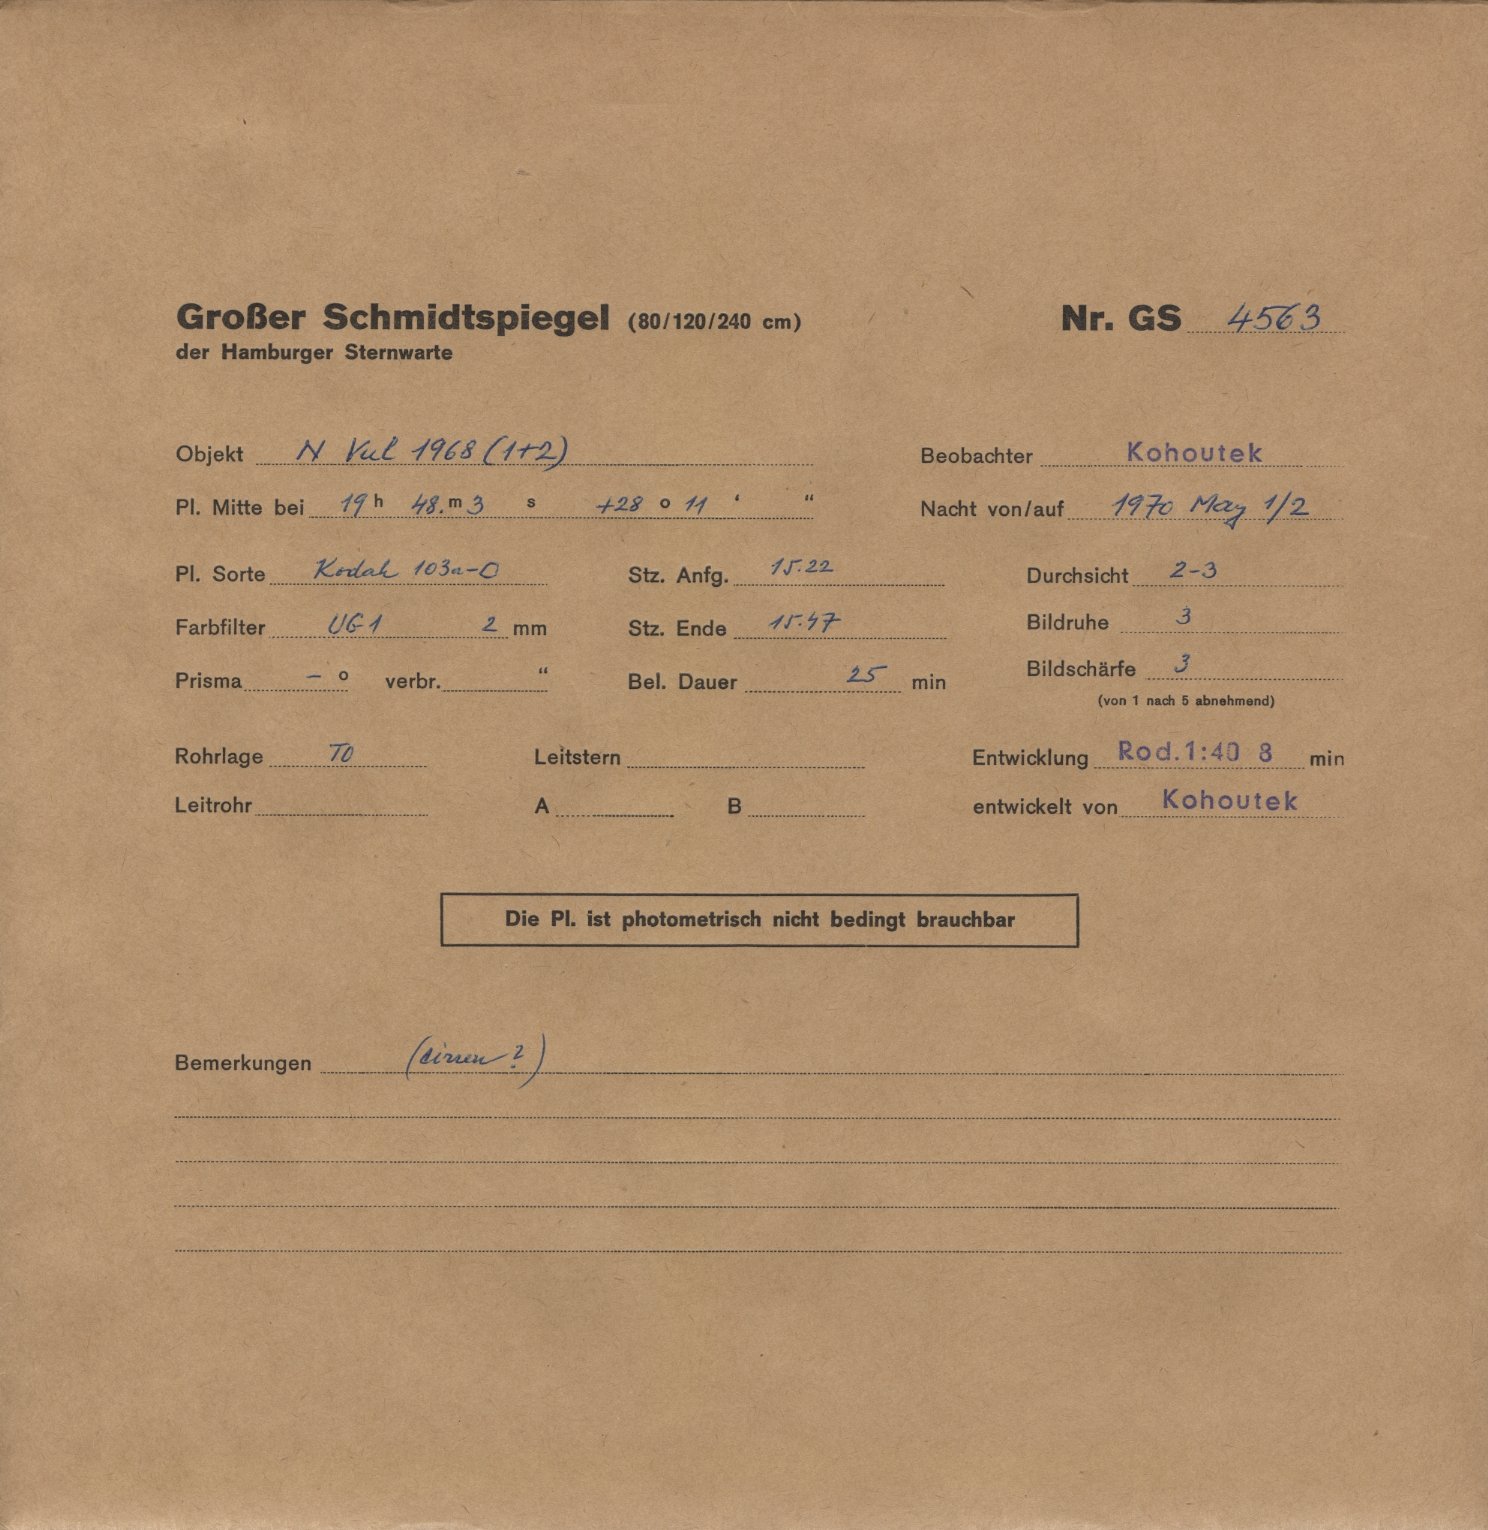 Großer Schmidtspiegel (80/120/240 cm) Nr. GS 4563
der Hamburger Sternwarte
Objekt N Vul 1968 (1+2) Beobachter Kohoutek
Pl. Mitte bei 19 h 48. m 3 s +28 o 11 ‘ “ Nacht von/auf 1970 May 1/2
Pl. Sorte Kodak 103a-O Stz. Anfg. 15.22 Durchsicht 2-3
Farbfilter UG1 2 mm Stz. Ende 15.47 Bildruhe 3
Prisma – o verbr. “ Bel. Dauer 25 min Bildschärfe 3
(von 1 nach 5 abnehmend)
Rohrlage TO Leitstern Entwicklung Rod.1:40 8 min
Leitrohr A B entwickelt von Kohoutek
Die Pl. ist photometrisch nicht bedingt brauchbar
Bemerkungen (cirren ?)